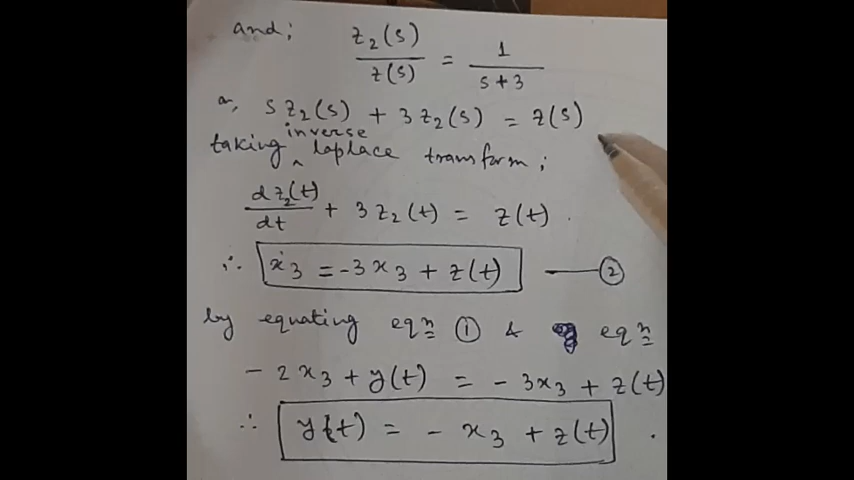 and; z₂(s)/z(s) = 1/(s+3)
or, s z₂(s) + 3 z₂(s) = z(s)
taking inverse laplace transform;
dz₂(t)/dt + 3 z₂(t) = z(t).
∴ ẋ₃ = -3x₃ + z(t) —②
by equating eqⁿ ① & eqⁿ
- 2x₃ + y(t) = - 3x₃ + z(t)
∴ y(t) = - x₃ + z(t).